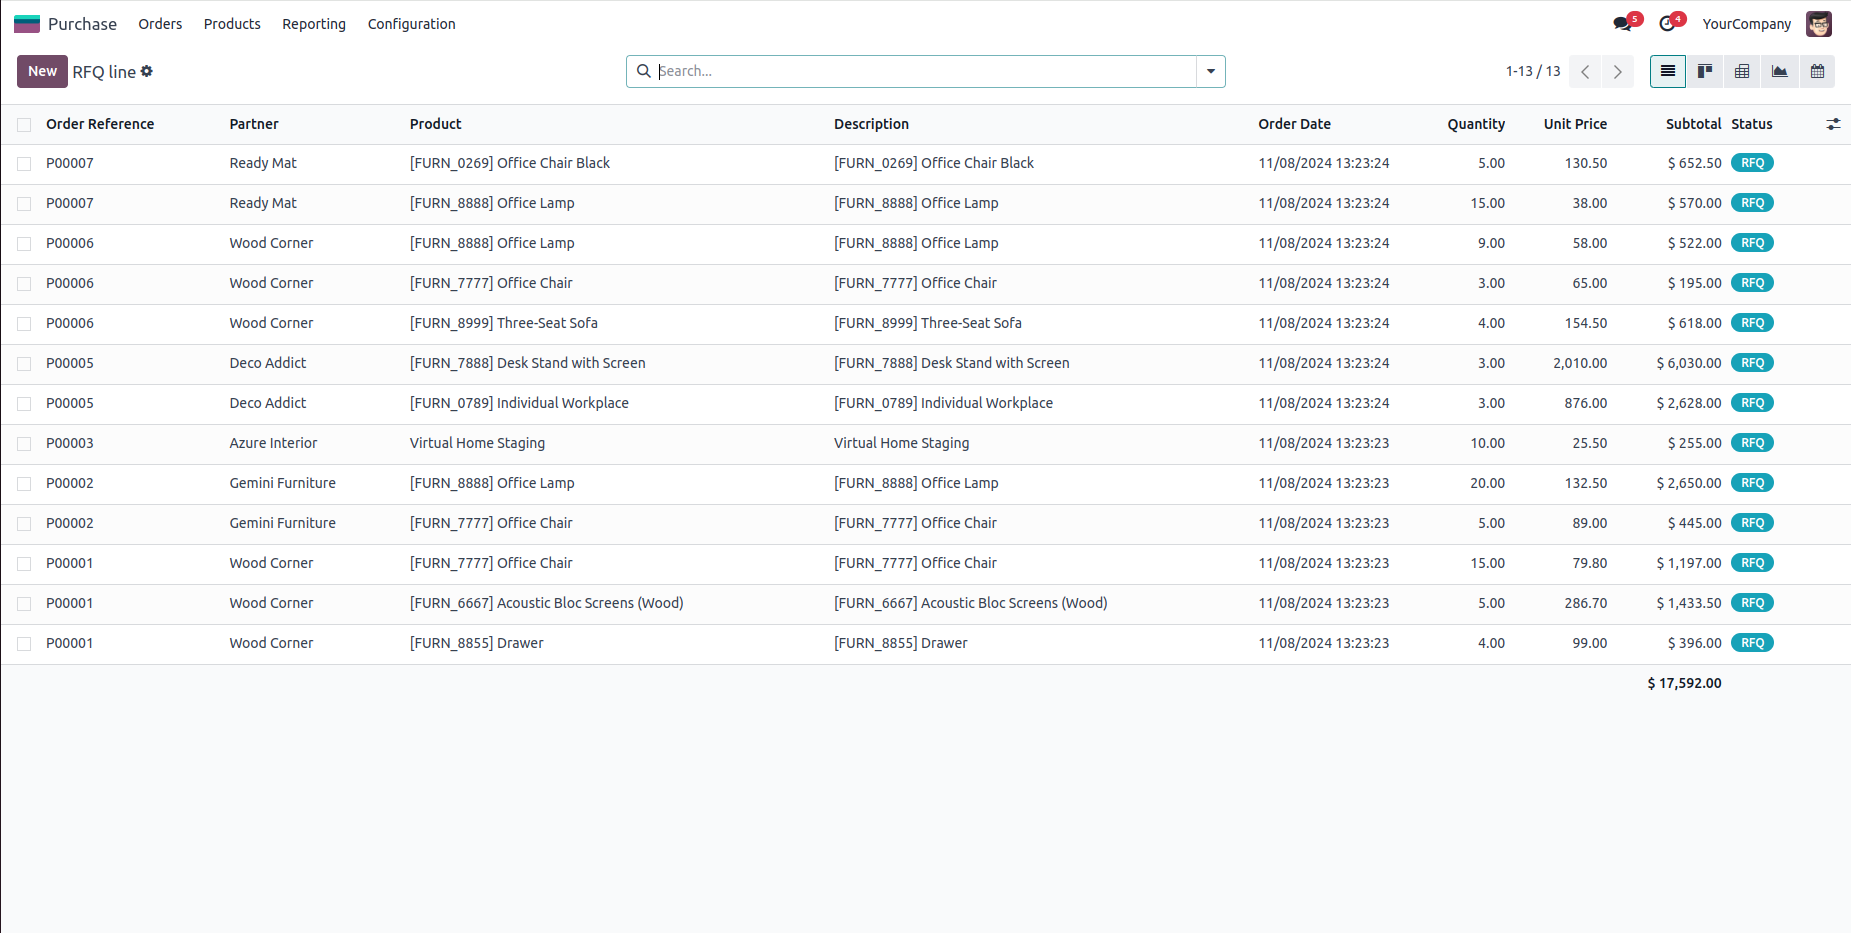 Purchase Orders Products Reporting Configuration 5 4 YourCompany
New RFQ line Search... 1-13 / 13
Order Reference Partner Product Description Order Date Quantity Unit Price Subtotal Status
P00007 Ready Mat [FURN_0269] Office Chair Black [FURN_0269] Office Chair Black 11/08/2024 13:23:24 5.00 130.50 $ 652.50 RFQ
P00007 Ready Mat [FURN_8888] Office Lamp [FURN_8888] Office Lamp 11/08/2024 13:23:24 15.00 38.00 $ 570.00 RFQ
P00006 Wood Corner [FURN_8888] Office Lamp [FURN_8888] Office Lamp 11/08/2024 13:23:24 9.00 58.00 $ 522.00 RFQ
P00006 Wood Corner [FURN_7777] Office Chair [FURN_7777] Office Chair 11/08/2024 13:23:24 3.00 65.00 $ 195.00 RFQ
P00006 Wood Corner [FURN_8999] Three-Seat Sofa [FURN_8999] Three-Seat Sofa 11/08/2024 13:23:24 4.00 154.50 $ 618.00 RFQ
P00005 Deco Addict [FURN_7888] Desk Stand with Screen [FURN_7888] Desk Stand with Screen 11/08/2024 13:23:24 3.00 2,010.00 $ 6,030.00 RFQ
P00005 Deco Addict [FURN_0789] Individual Workplace [FURN_0789] Individual Workplace 11/08/2024 13:23:24 3.00 876.00 $ 2,628.00 RFQ
P00003 Azure Interior Virtual Home Staging Virtual Home Staging 11/08/2024 13:23:23 10.00 25.50 $ 255.00 RFQ
P00002 Gemini Furniture [FURN_8888] Office Lamp [FURN_8888] Office Lamp 11/08/2024 13:23:23 20.00 132.50 $ 2,650.00 RFQ
P00002 Gemini Furniture [FURN_7777] Office Chair [FURN_7777] Office Chair 11/08/2024 13:23:23 5.00 89.00 $ 445.00 RFQ
P00001 Wood Corner [FURN_7777] Office Chair [FURN_7777] Office Chair 11/08/2024 13:23:23 15.00 79.80 $ 1,197.00 RFQ
P00001 Wood Corner [FURN_6667] Acoustic Bloc Screens (Wood) [FURN_6667] Acoustic Bloc Screens (Wood) 11/08/2024 13:23:23 5.00 286.70 $ 1,433.50 RFQ
P00001 Wood Corner [FURN_8855] Drawer [FURN_8855] Drawer 11/08/2024 13:23:23 4.00 99.00 $ 396.00 RFQ
$ 17,592.00